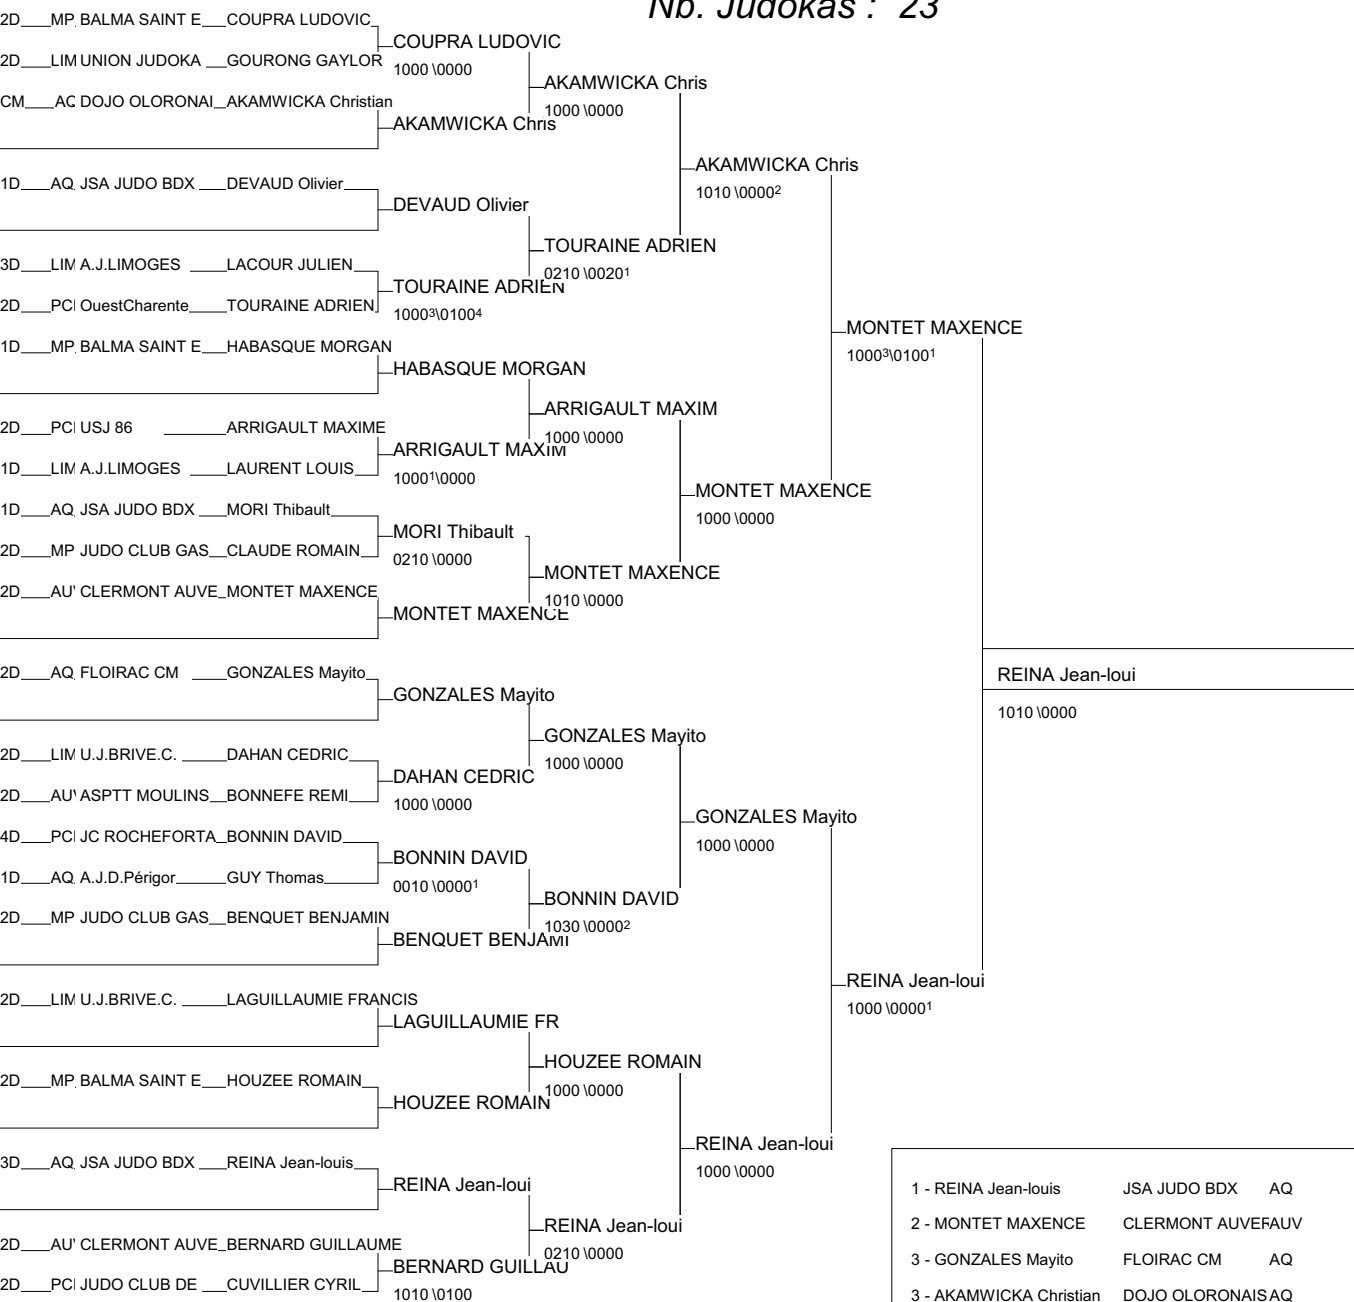 Nb. Judokas : 23
2D MP BALMA SAINT E COUPRA LUDOVIC
COUPRA LUDOVIC
2D LIM UNION JUDOKA GOURONG GAYLOR
1000 \0000
AKAMWICKA Chris
1000 \0000
CM AQ DOJO OLORONAI AKAMWICKA Christian
AKAMWICKA Chris
AKAMWICKA Chris
1010 \0000²
1D AQ JSA JUDO BDX DEVAUD Olivier
DEVAUD Olivier
TOURAINE ADRIEN
0210 \0020¹
3D LIM A.J.LIMOGES LACOUR JULIEN
TOURAINE ADRIEN
2D PC OuestCharente TOURAINE ADRIEN
1000³\0100⁴
MONTET MAXENCE
1000³\0100¹
1D MP BALMA SAINT E HABASQUE MORGAN
HABASQUE MORGAN
ARRIGAULT MAXIM
1000 \0000
2D PC USJ 86 ARRIGAULT MAXIME
ARRIGAULT MAXIM
1D LIM A.J.LIMOGES LAURENT LOUIS
1000¹\0000
MONTET MAXENCE
1000 \0000
1D AQ JSA JUDO BDX MORI Thibault
MORI Thibault
2D MP JUDO CLUB GAS CLAUDE ROMAIN
0210 \0000
MONTET MAXENCE
1010 \0000
2D AU CLERMONT AUVE MONTET MAXENCE
MONTET MAXENCE
REINA Jean-loui
1010 \0000
2D AQ FLOIRAC CM GONZALES Mayito
GONZALES Mayito
GONZALES Mayito
1000 \0000
2D LIM U.J.BRIVE.C. DAHAN CEDRIC
DAHAN CEDRIC
2D AU ASPTT MOULINS BONNEFE REMI
1000 \0000
GONZALES Mayito
1000 \0000
4D PC JC ROCHEFORTA BONNIN DAVID
BONNIN DAVID
1D AQ A.J.D.Périgor GUY Thomas
0010 \0000¹
BONNIN DAVID
1030 \0000²
2D MP JUDO CLUB GAS BENQUET BENJAMIN
BENQUET BENJAMI
REINA Jean-loui
1000 \0000¹
2D LIM U.J.BRIVE.C. LAGUILLAUMIE FRANCIS
LAGUILLAUMIE FR
HOUZEE ROMAIN
1000 \0000
2D MP BALMA SAINT E HOUZEE ROMAIN
HOUZEE ROMAIN
REINA Jean-loui
1000 \0000
3D AQ JSA JUDO BDX REINA Jean-louis
REINA Jean-loui
REINA Jean-loui
0210 \0000
2D AU CLERMONT AUVE BERNARD GUILLAUME
BERNARD GUILLAU
2D PC JUDO CLUB DE CUVILLIER CYRIL
1010 \0100
1 - REINA Jean-louis JSA JUDO BDX AQ
2 - MONTET MAXENCE CLERMONT AUVER AUV
3 - GONZALES Mayito FLOIRAC CM AQ
3 - AKAMWICKA Christian DOJO OLORONAIS AQ